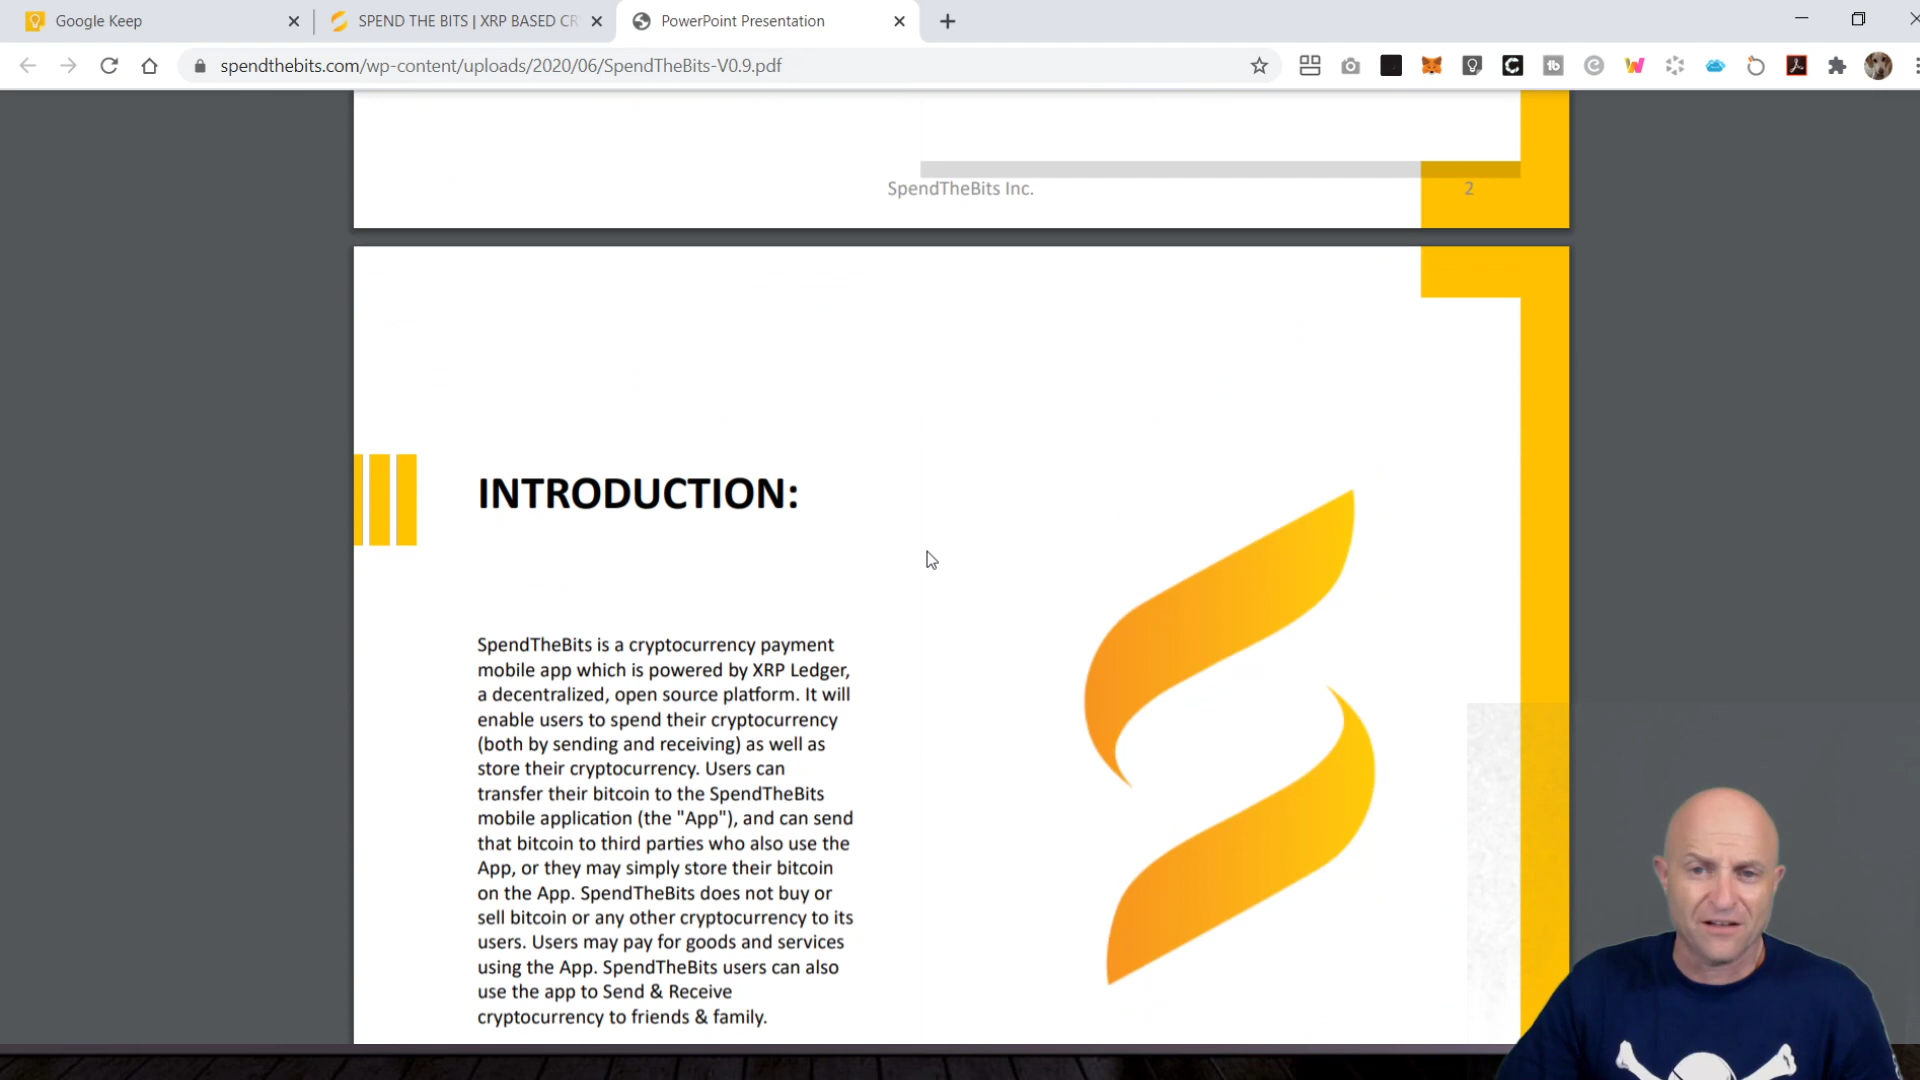 Google Keep
SPEND THE BITS | XRP BASED CR
PowerPoint Presentation
spendthebits.com/wp-content/uploads/2020/06/SpendTheBits-V0.9.pdf
SpendTheBits Inc.
2
INTRODUCTION:
SpendTheBits is a cryptocurrency payment
mobile app which is powered by XRP Ledger,
a decentralized, open source platform. It will
enable users to spend their cryptocurrency
(both by sending and receiving) as well as
store their cryptocurrency. Users can
transfer their bitcoin to the SpendTheBits
mobile application (the "App"), and can send
that bitcoin to third parties who also use the
App, or they may simply store their bitcoin
on the App. SpendTheBits does not buy or
sell bitcoin or any other cryptocurrency to its
users. Users may pay for goods and services
using the App. SpendTheBits users can also
use the app to Send & Receive
cryptocurrency to friends & family.